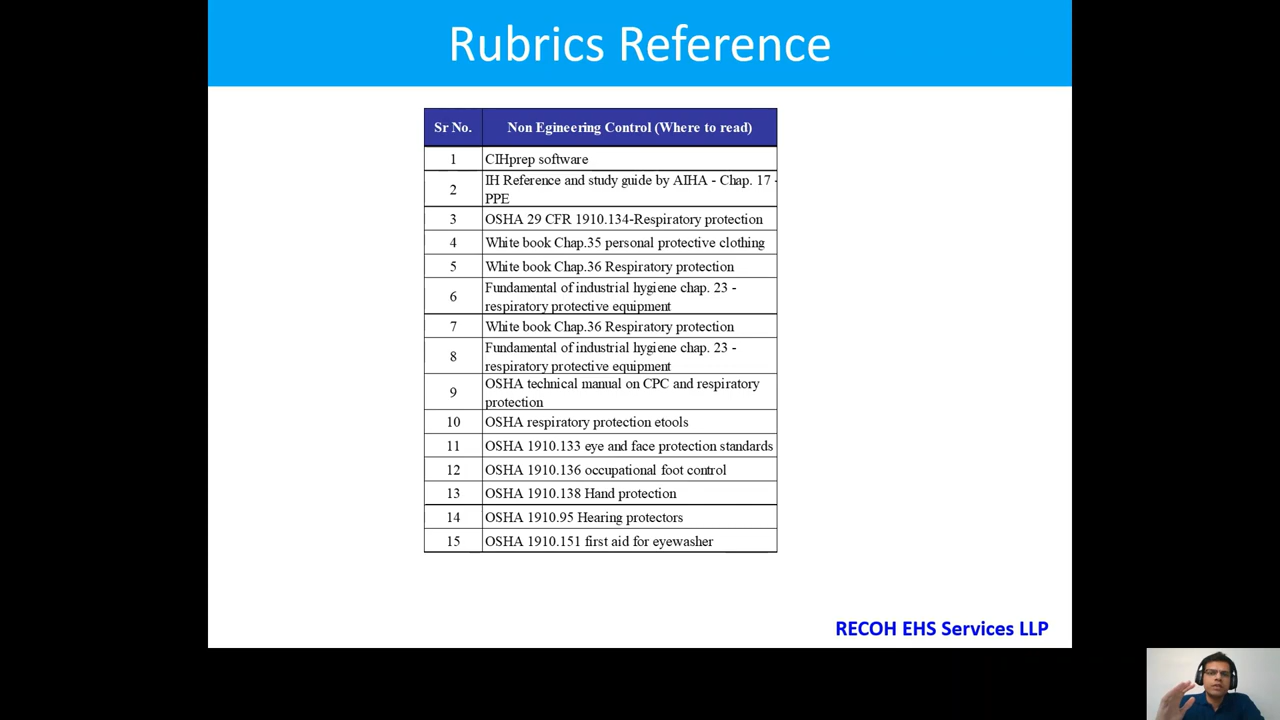 Rubrics Reference
Sr No. Non Egineering Control (Where to read)
1 CIHprep software
2 IH Reference and study guide by AIHA - Chap. 17 -
PPE
3 OSHA 29 CFR 1910.134-Respiratory protection
4 White book Chap.35 personal protective clothing
5 White book Chap.36 Respiratory protection
6 Fundamental of industrial hygiene chap. 23 -
respiratory protective equipment
7 White book Chap.36 Respiratory protection
8 Fundamental of industrial hygiene chap. 23 -
respiratory protective equipment
9 OSHA technical manual on CPC and respiratory
protection
10 OSHA respiratory protection etools
11 OSHA 1910.133 eye and face protection standards
12 OSHA 1910.136 occupational foot control
13 OSHA 1910.138 Hand protection
14 OSHA 1910.95 Hearing protectors
15 OSHA 1910.151 first aid for eyewasher
RECOH EHS Services LLP